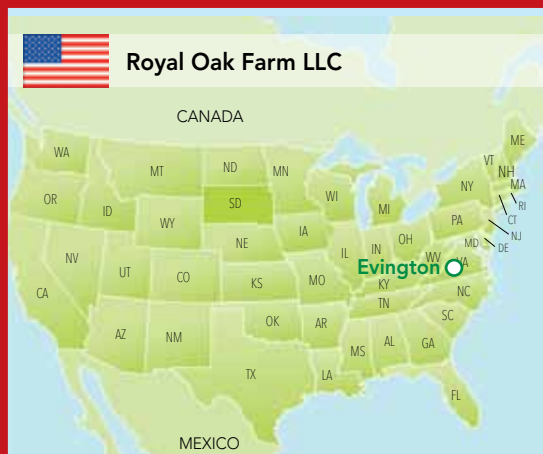 Royal Oak Farm LLC
CANADA
WA
MT
ND
MN
VT
ME
NH
OR
ID
WY
SD
WI
MI
NY
MA
RI
CT
NV
UT
CO
NE
IA
IL
IN
OH
PA
NJ
MD
DE
CA
KS
MO
KY
WV
VA
Evington
AZ
NM
OK
AR
TN
NC
SC
TX
LA
MS
AL
GA
FL
MEXICO